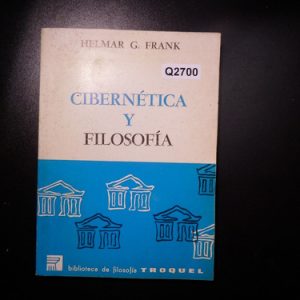 HELMAR G. FRANK
Q2700
CIBERNÉTICA
Y
FILOSOFÍA
biblioteca de filosofía TROQUEL